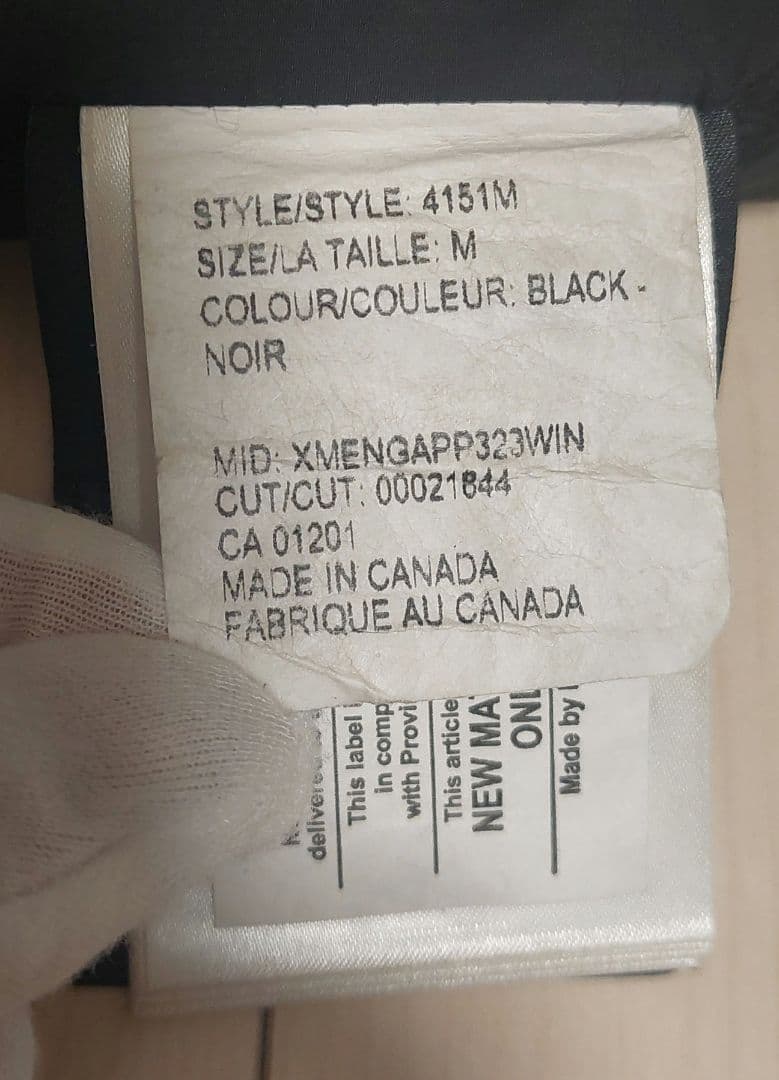 STYLE/STYLE: 4151M
SIZE/LA TAILLE: M
COLOUR/COULEUR: BLACK -
NOIR
MID: XMENGAPP323WIN
CUT/CUT: 00021844
CA 01201
MADE IN CANADA
FABRIQUE AU CANADA
This label
in comp
with Provi
This article
NEW MA
ONL
Made by